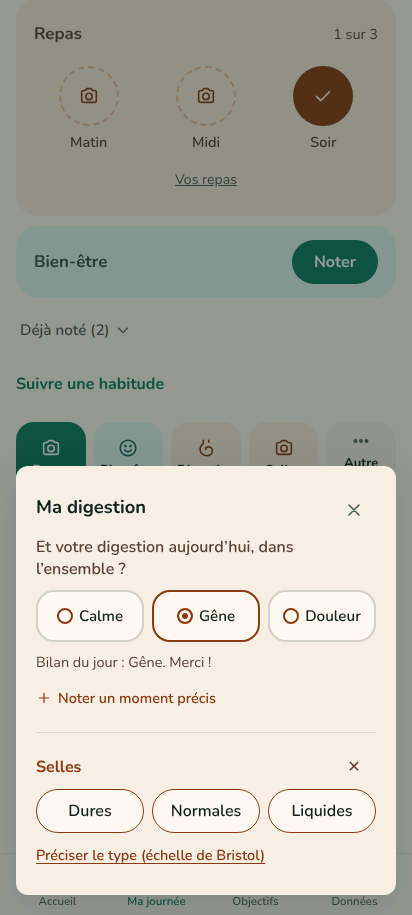 Repas
1 sur 3
Matin
Midi
Soir
Vos repas
Bien-être
Noter
Déjà noté (2)
Suivre une habitude
Autre
Ma digestion
Et votre digestion aujourd’hui, dans
l’ensemble ?
Calme
Gêne
Douleur
Bilan du jour : Gêne. Merci !
Noter un moment précis
Selles
Dures
Normales
Liquides
Préciser le type (échelle de Bristol)
Accueil
Ma journée
Objectifs
Données